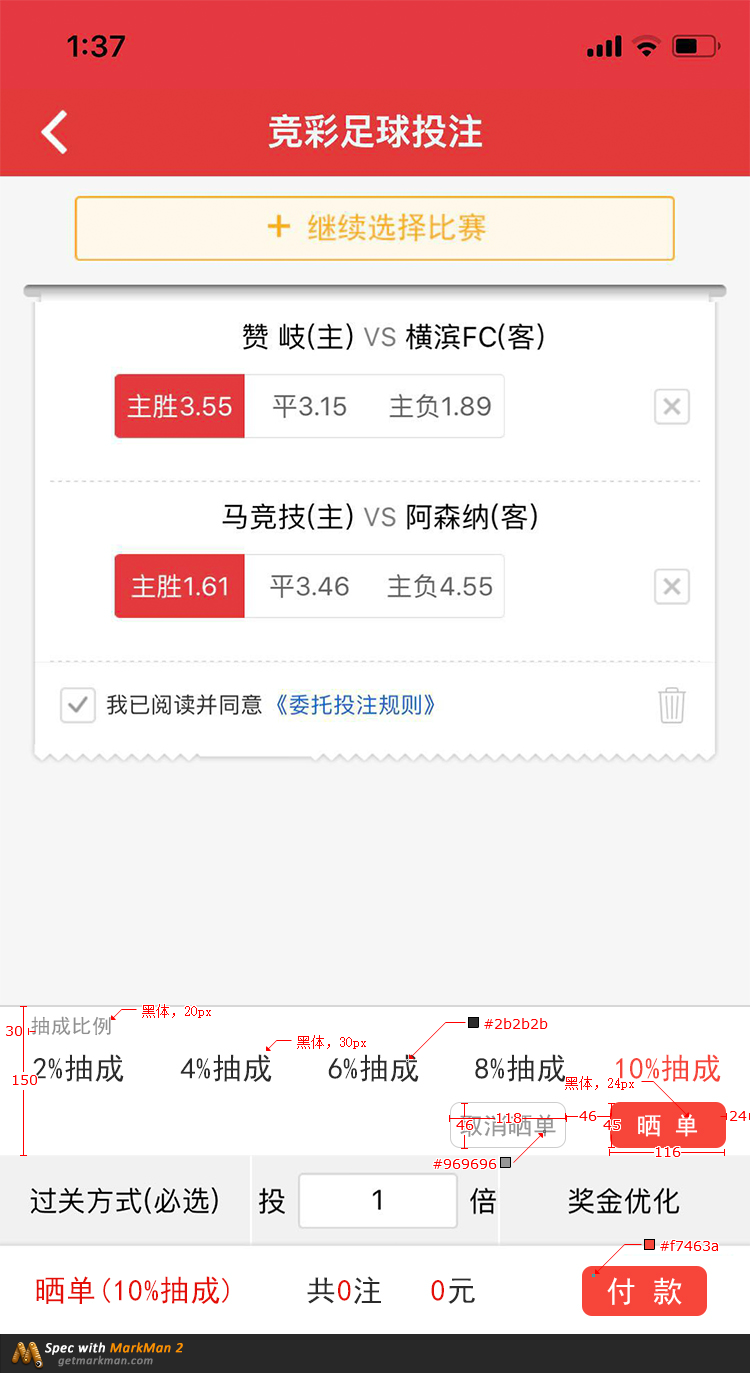 1:37
竞彩足球投注
+ 继续选择比赛
赞 岐(主) VS 横滨FC(客)
主胜3.55 平3.15 主负1.89
马竞技(主) VS 阿森纳(客)
主胜1.61 平3.46 主负4.55
我已阅读并同意《委托投注规则》
黑体，20px
30 抽成比例
#2b2b2b
黑体，30px
2%抽成 4%抽成 6%抽成 8%抽成 10%抽成
150
黑体，24px
118 46 24
46 取消晒单 45 晒 单
116
#969696
过关方式(必选) 投 1 倍 奖金优化
#f7463a
晒单(10%抽成) 共0注 0元 付 款
Spec with MarkMan 2
getmarkman.com